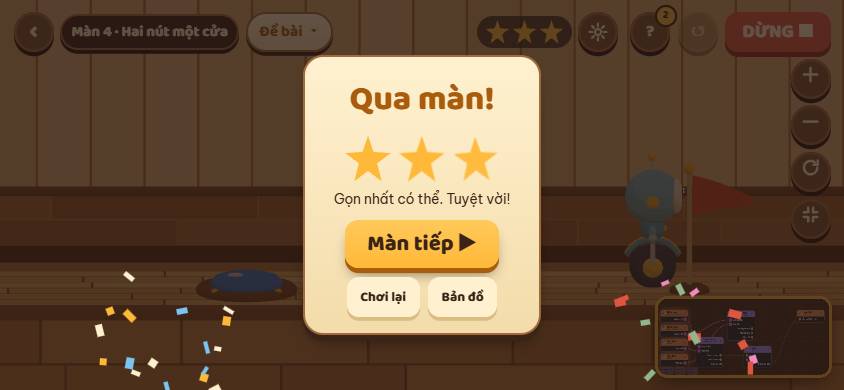 Màn 4 · Hai nút một cửa
Đề bài
2
?
DỪNG
Qua màn!
Gọn nhất có thể. Tuyệt vời!
Màn tiếp ▶
Chơi lại
Bản đồ